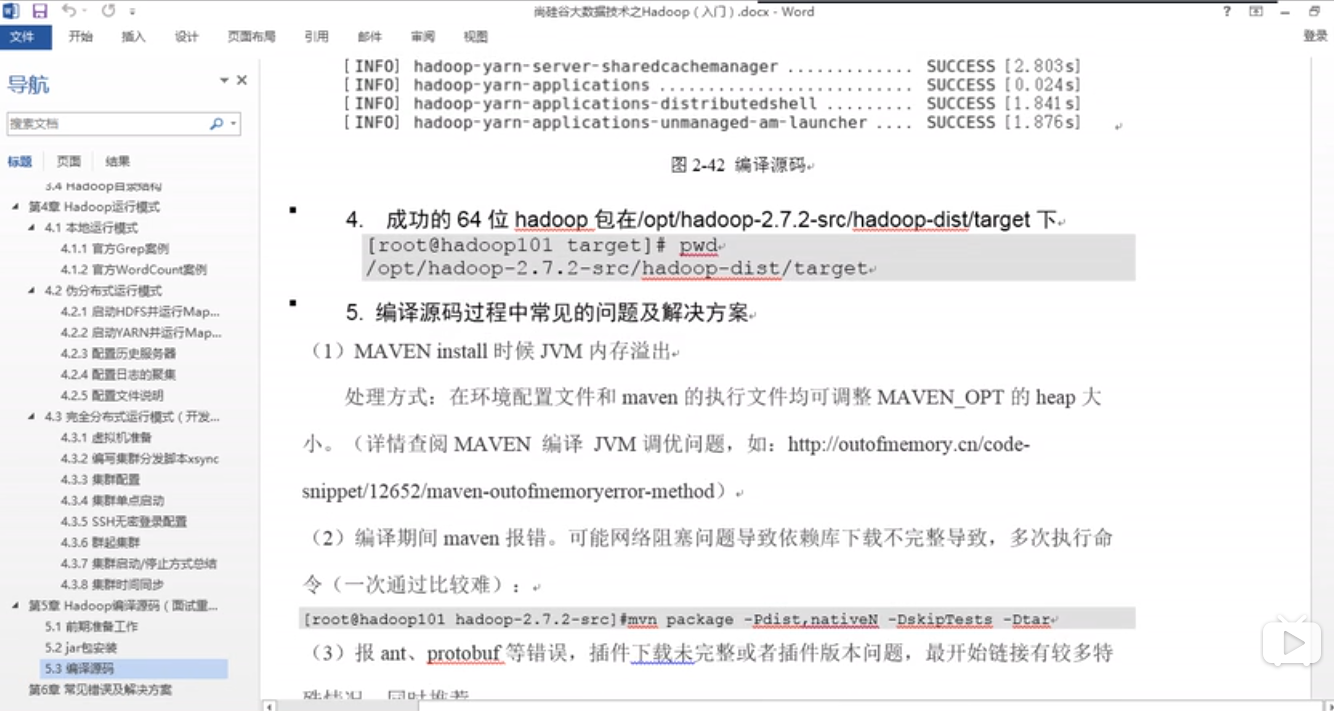 尚硅谷大数据技术之Hadoop（入门）.docx - Word
文件 开始 插入 设计 页面布局 引用 邮件 审阅 视图 登录
导航
搜索文档
标题 页面 结果
3.4 Hadoop目录结构
第4章 Hadoop运行模式
4.1 本地运行模式
4.1.1 官方Grep案例
4.1.2 官方WordCount案例
4.2 伪分布式运行模式
4.2.1 启动HDFS并运行Map...
4.2.2 启动YARN并运行Map...
4.2.3 配置历史服务器
4.2.4 配置日志的聚集
4.2.5 配置文件说明
4.3 完全分布式运行模式（开发...
4.3.1 虚拟机准备
4.3.2 编写集群分发脚本xsync
4.3.3 集群配置
4.3.4 集群单点启动
4.3.5 SSH无密登录配置
4.3.6 群起集群
4.3.7 集群启动/停止方式总结
4.3.8 集群时间同步
第5章 Hadoop编译源码（面试重...
5.1 前期准备工作
5.2 jar包安装
5.3 编译源码
第6章 常见错误及解决方案
[INFO] hadoop-yarn-server-sharedcachemanager ............. SUCCESS [2.803s]
[INFO] hadoop-yarn-applications .......................... SUCCESS [0.024s]
[INFO] hadoop-yarn-applications-distributedshell ......... SUCCESS [1.841s]
[INFO] hadoop-yarn-applications-unmanaged-am-launcher .... SUCCESS [1.876s]
图 2-42 编译源码
4. 成功的 64 位 hadoop 包在/opt/hadoop-2.7.2-src/hadoop-dist/target 下
[root@hadoop101 target]# pwd
/opt/hadoop-2.7.2-src/hadoop-dist/target
5. 编译源码过程中常见的问题及解决方案
（1）MAVEN install 时候 JVM 内存溢出
处理方式：在环境配置文件和 maven 的执行文件均可调整 MAVEN_OPT 的 heap 大
小。（详情查阅 MAVEN 编译 JVM 调优问题，如：http://outofmemory.cn/code-
snippet/12652/maven-outofmemoryerror-method）
（2）编译期间 maven 报错。可能网络阻塞问题导致依赖库下载不完整导致，多次执行命
令（一次通过比较难）：
[root@hadoop101 hadoop-2.7.2-src]#mvn package -Pdist,nativeN -DskipTests -Dtar
（3）报 ant、protobuf 等错误，插件下载未完整或者插件版本问题，最开始链接有较多特
殊情况，同时推荐